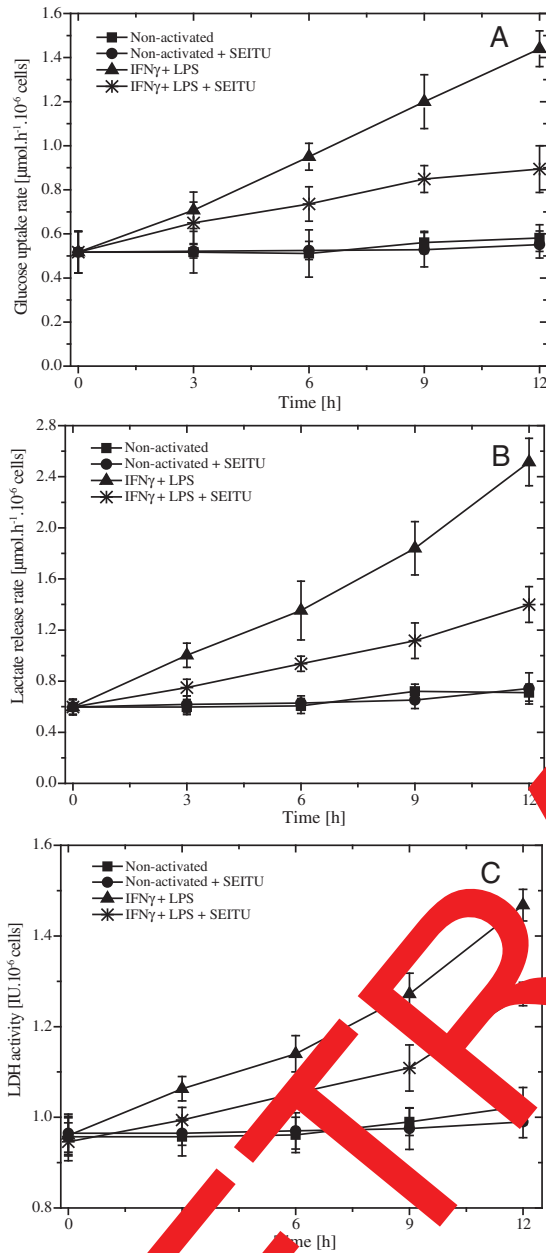 A
Non-activated
Non-activated + SEITU
IFNγ+ LPS
IFNγ+ LPS + SEITU
Glucose uptake rate [µmol.h⁻¹.10⁻⁶ cells]
1.6
1.4
1.2
1.0
0.8
0.6
0.4
0.2
0.0
0 3 6 9 12
Time [h]
B
Non-activated
Non-activated + SEITU
IFNγ+ LPS
IFNγ+ LPS + SEITU
Lactate release rate [µmol.h⁻¹.10⁻⁶ cells]
2.8
2.4
2.0
1.6
1.2
0.8
0.4
0.0
0 3 6 9 12
Time [h]
C
Non-activated
Non-activated + SEITU
IFNγ+ LPS
IFNγ+ LPS + SEITU
LDH activity [IU.10⁻⁶ cells]
1.6
1.4
1.2
1.0
0.8
0 3 6 9 12
Time [h]
TR